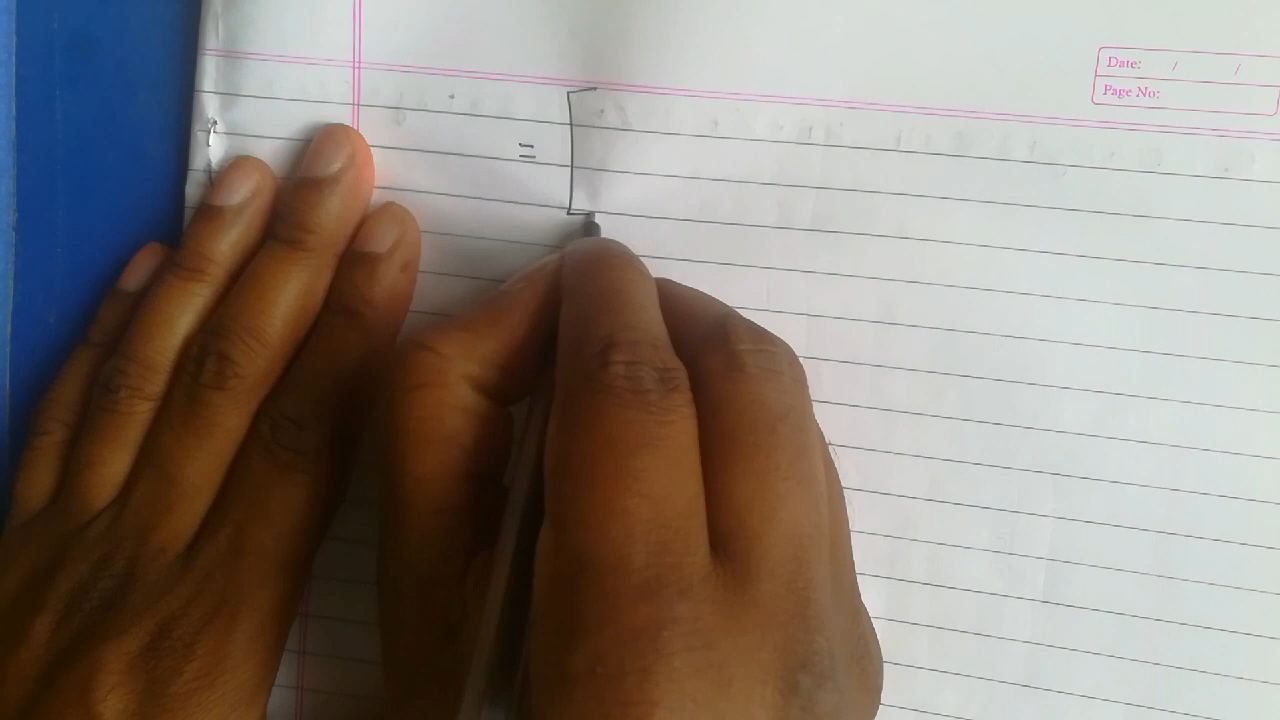 Date: / /
Page No:
= [